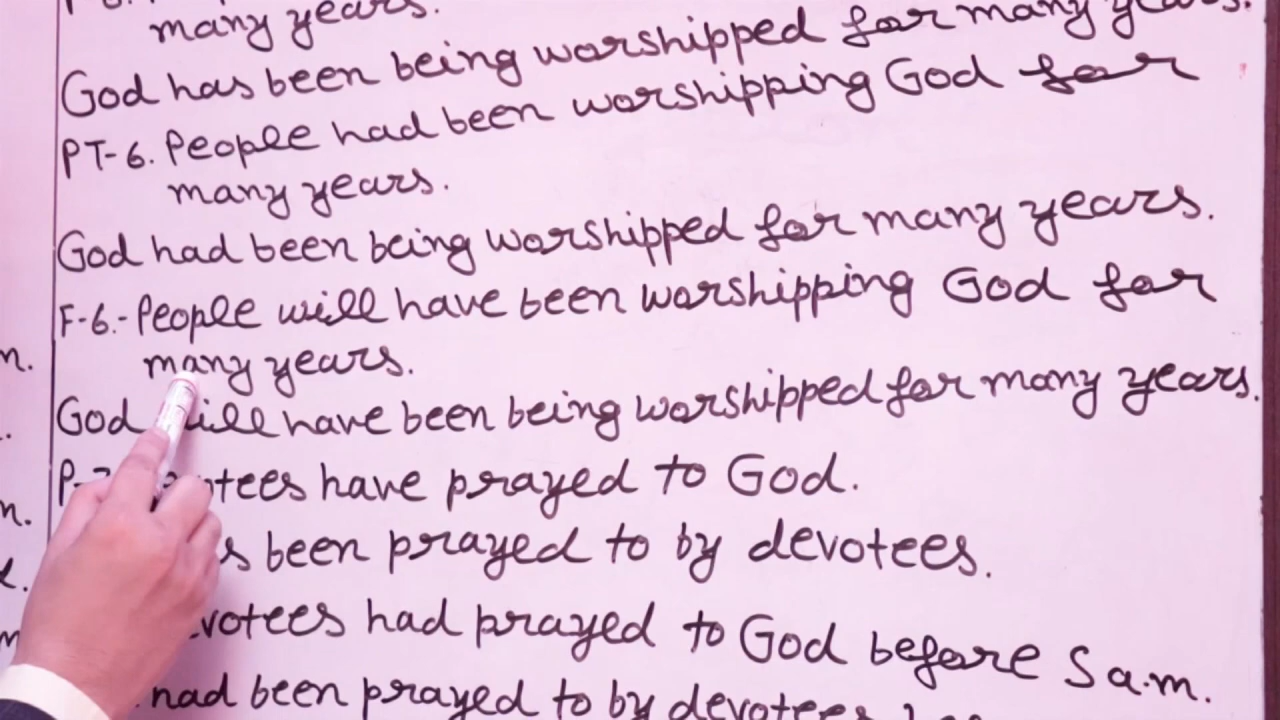 many years.
God has been being worshipped for many years.
PT-6. People had been worshipping God for
many years.
God had been being worshipped for many years.
F-6.- People will have been worshipping God for
many years.
God will have been being worshipped for many years.
have prayed to God.
been prayed to by devotees.
had prayed to God before 5 a.m.
had been prayed to by devotees
n.
n.